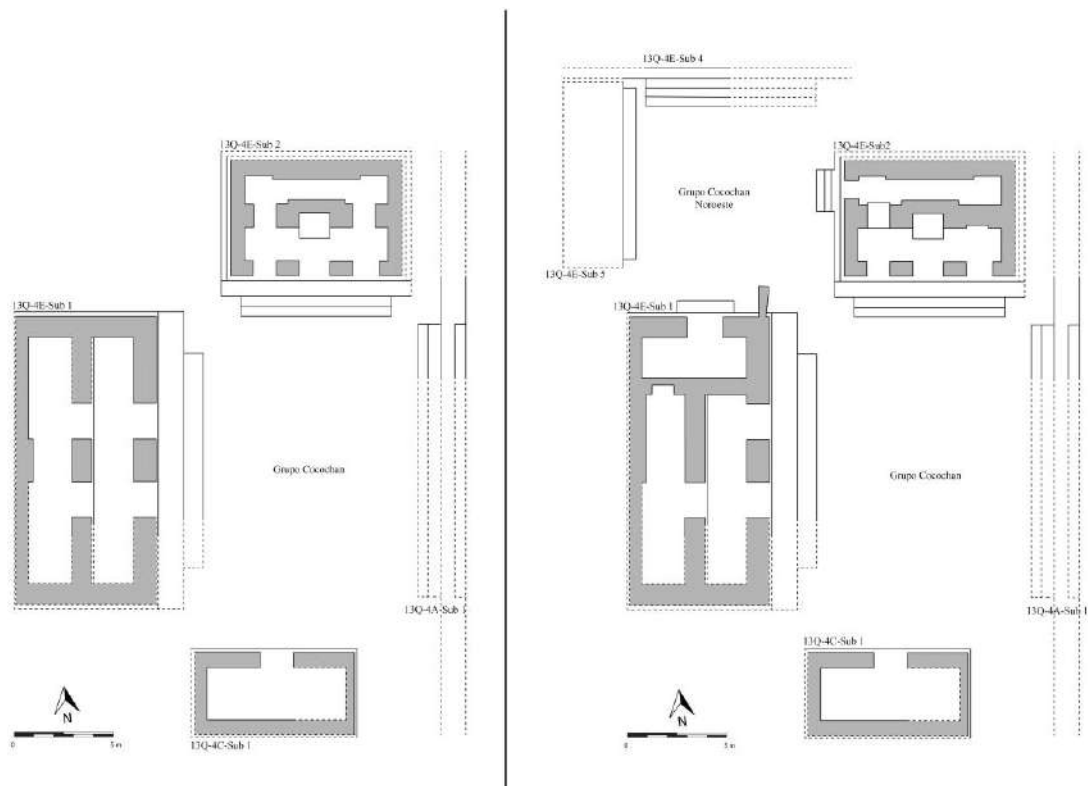 13Q-4E-Sub 2
13Q-4E-Sub 1
Grupo Cocochan
13Q-4A-Sub 1
13Q-4C-Sub 1
N
0 5 m
13Q-4E-Sub 4
Grupo Cocochan
Noroeste
13Q-4E-Sub2
13Q-4E-Sub 5
13Q-4E-Sub 1
Grupo Cocochan
13Q-4A-Sub 1
13Q-4C-Sub 1
N
0 5 m